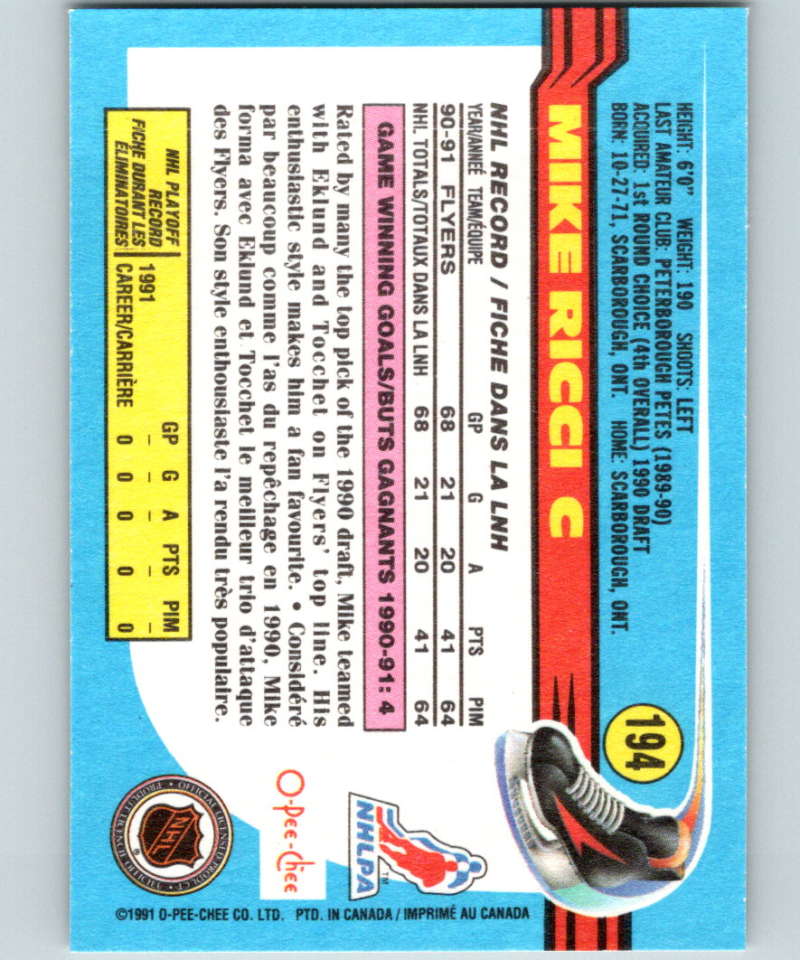 194
HEIGHT: 6'0" WEIGHT: 190 SHOOTS: LEFT
LAST AMATEUR CLUB: PETERBOROUGH PETES (1989-90)
ACQUIRED: 1st ROUND CHOICE (4th OVERALL) 1990 DRAFT
BORN: 10-27-71, SCARBOROUGH, ONT. HOME: SCARBOROUGH, ONT.
MIKE RICCI C
NHL RECORD / FICHE DANS LA LNH
YEAR/ANNÉE TEAM/ÉQUIPE GP G A PTS PIM
90-91 FLYERS 68 21 20 41 64
NHL TOTALS/TOTAUX DANS LA LNH 68 21 20 41 64
GAME WINNING GOALS/BUTS GAGNANTS 1990-91: 4
Rated by many the top pick of the 1990 draft, Mike teamed
with Eklund and Tocchet on Flyers' top line. His
enthusiastic style makes him a fan favourite. • Considéré
par beaucoup comme l'as du repêchage en 1990, Mike
forma avec Eklund et Tocchet le meilleur trio d'attaque
des Flyers. Son style enthousiaste l'a rendu très populaire.
NHL PLAYOFF RECORD
FICHE DURANT LES ÉLIMINATOIRES
GP G A PTS PIM
1991 – – – – –
CAREER/CARRIÈRE 0 0 0 0 0
NHLPA
TM
O-Pee-Chee
OFFICIAL LICENSED PRODUCT
PRODUIT LICENCIÉ OFFICIEL
NHL
®
©1991 O-PEE-CHEE CO. LTD. PTD. IN CANADA / IMPRIMÉ AU CANADA